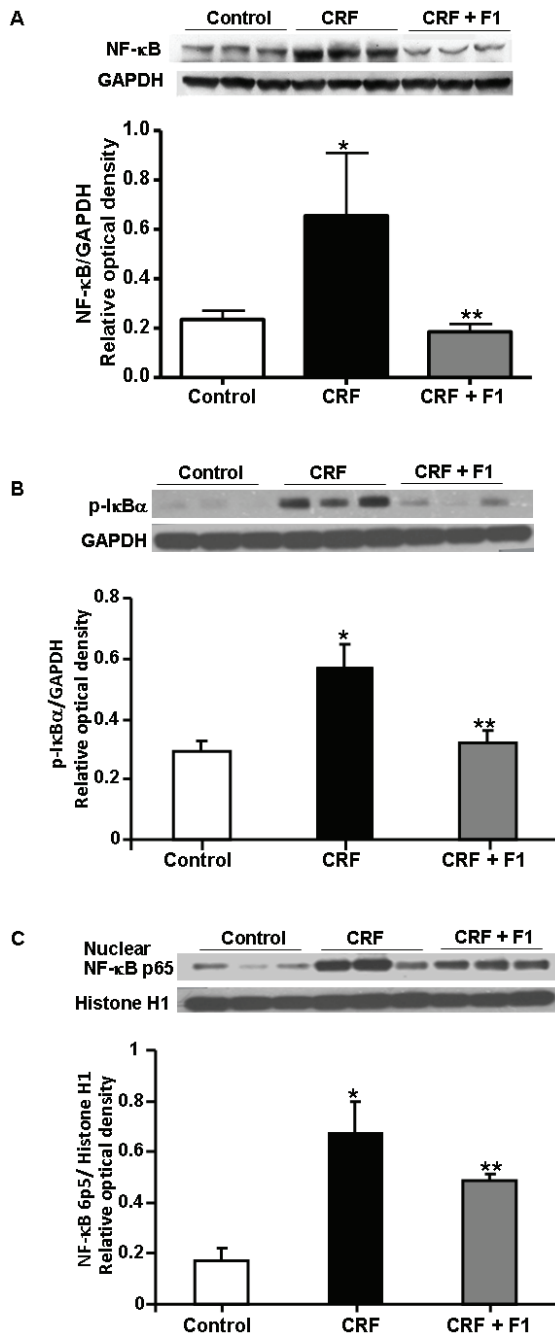 A
Control CRF CRF + F1
NF-κB
GAPDH
NF-κB/GAPDH
Relative optical density
1.0
0.8
0.6
0.4
0.2
0.0
*
**
Control CRF CRF + F1
B
Control CRF CRF + F1
p-IκBα
GAPDH
p-IκBα/GAPDH
Relative optical density
0.8
0.6
0.4
0.2
0
*
**
Control CRF CRF + F1
C
Control CRF CRF + F1
Nuclear
NF-κB p65
Histone H1
NF-κB 6p5/ Histone H1
Relative optical density
1
0.8
0.6
0.4
0.2
0
*
**
Control CRF CRF + F1